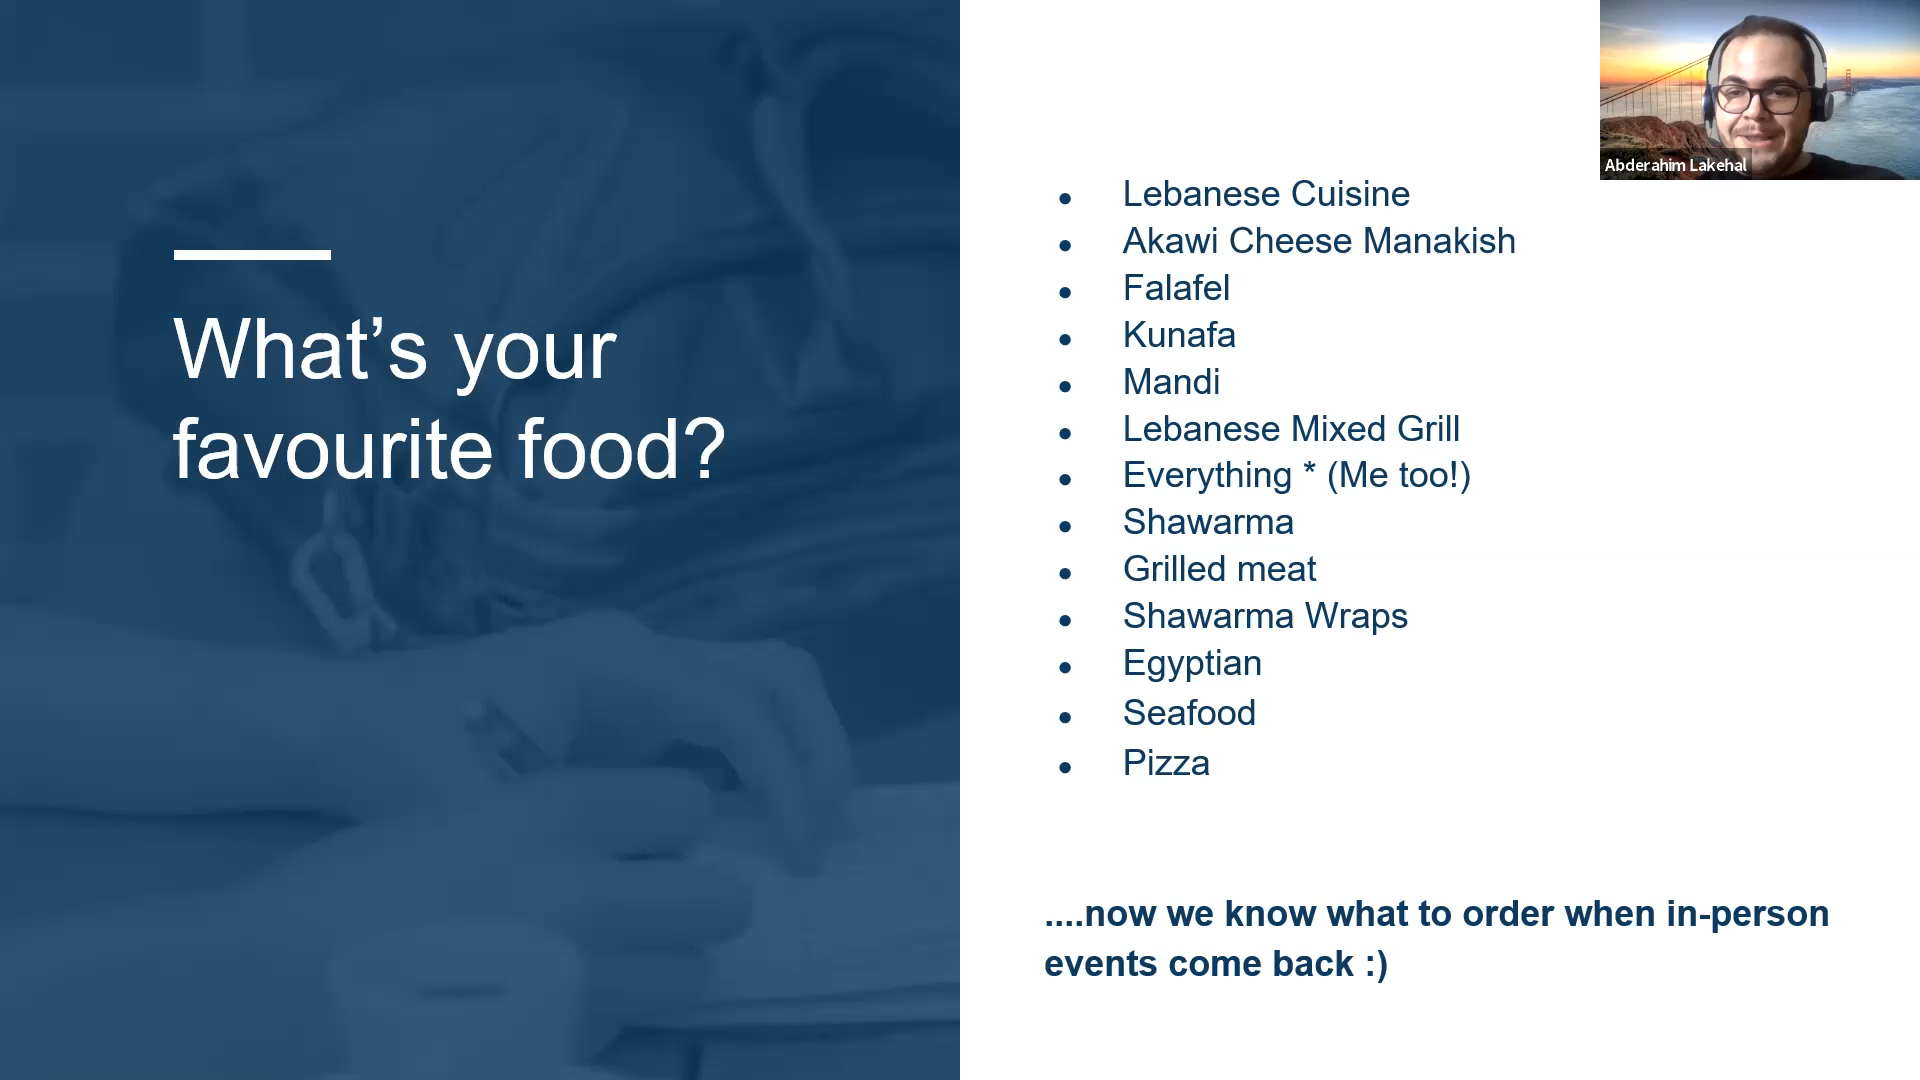 What’s your
favourite food?
Abderahim Lakehal
● Lebanese Cuisine
● Akawi Cheese Manakish
● Falafel
● Kunafa
● Mandi
● Lebanese Mixed Grill
● Everything * (Me too!)
● Shawarma
● Grilled meat
● Shawarma Wraps
● Egyptian
● Seafood
● Pizza
....now we know what to order when in-person
events come back :)